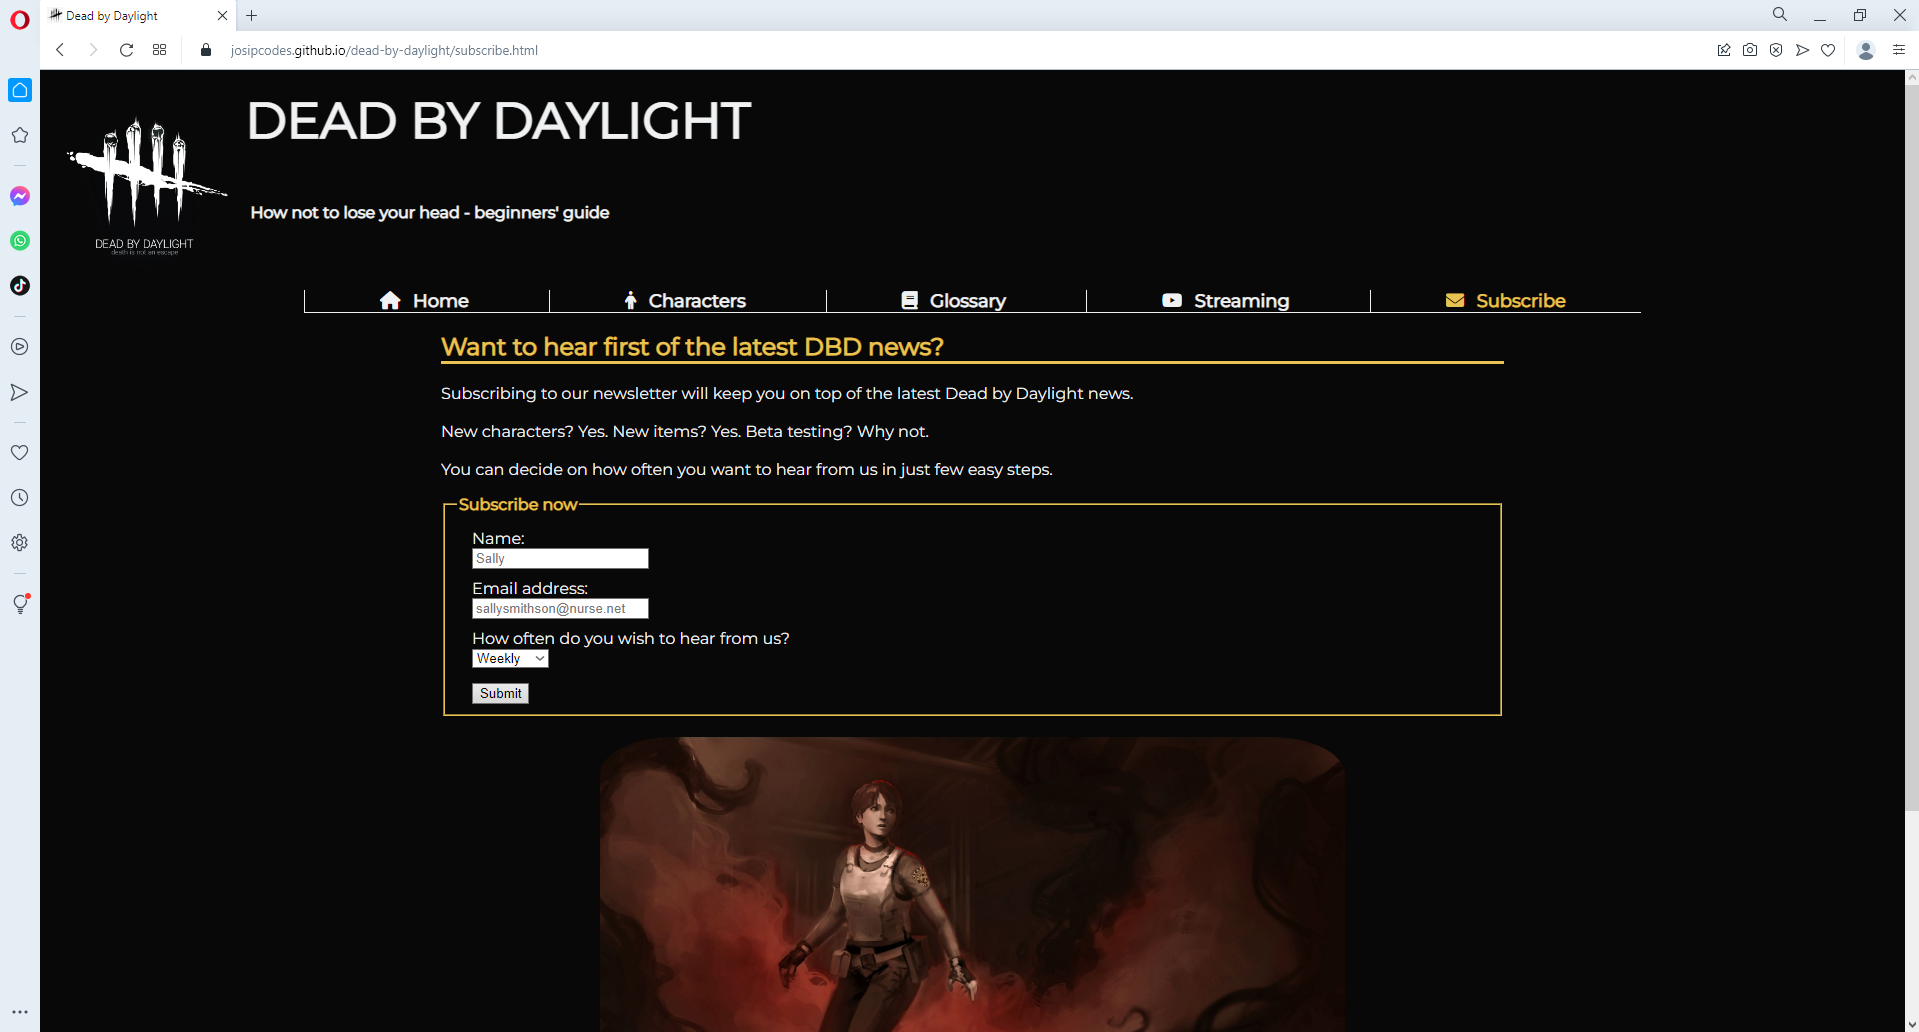 Dead by Daylight
josipcodes.github.io/dead-by-daylight/subscribe.html
DEAD BY DAYLIGHT
How not to lose your head - beginners' guide
DEAD BY DAYLIGHT
death is not an escape
Home
Characters
Glossary
Streaming
Subscribe
Want to hear first of the latest DBD news?
Subscribing to our newsletter will keep you on top of the latest Dead by Daylight news.
New characters? Yes. New items? Yes. Beta testing? Why not.
You can decide on how often you want to hear from us in just few easy steps.
Subscribe now
Name:
Sally
Email address:
sallysmithson@nurse.net
How often do you wish to hear from us?
Weekly
Submit